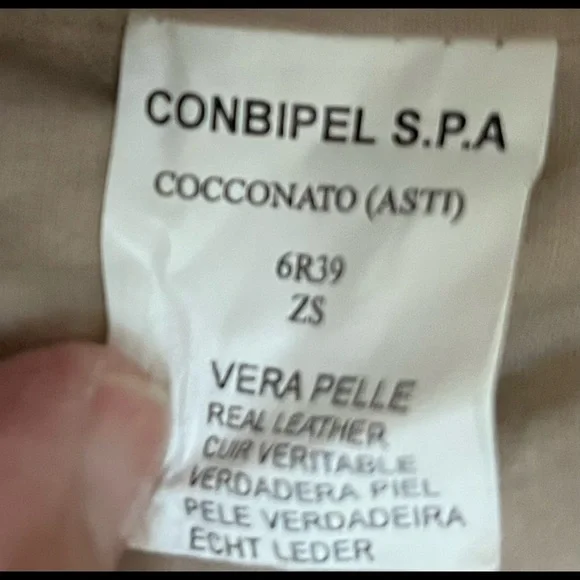 CONBIPEL S.P.A
COCCONATO (ASTI)
6R39
ZS
VERA PELLE
REAL LEATHER
CUIR VERITABLE
VERDADERA PIEL
PELE VERDADEIRA
ECHT LEDER